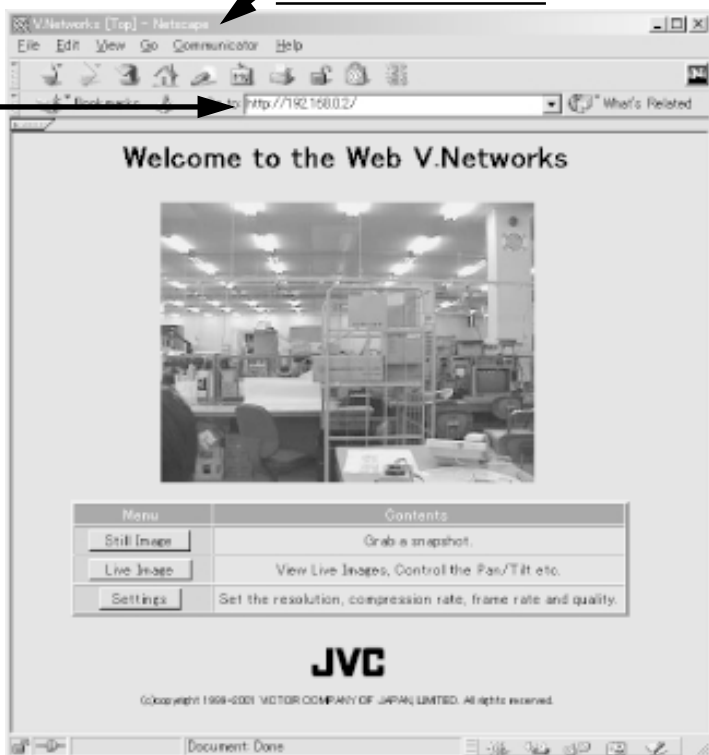 V.Networks [Top] - Netscape
File Edit View Go Communicator Help
Bookmarks to: http://192.168.0.2/ What's Related
Welcome to the Web V.Networks
Menu Contents
Still Image Grab a snapshot.
Live Image View Live Images, Control the Pan/Tilt etc.
Settings Set the resolution, compression rate, frame rate and quality.
JVC
(c)copyright 1999-2001 VICTOR COMPANY OF JAPAN, LIMITED. All rights reserved.
Document: Done